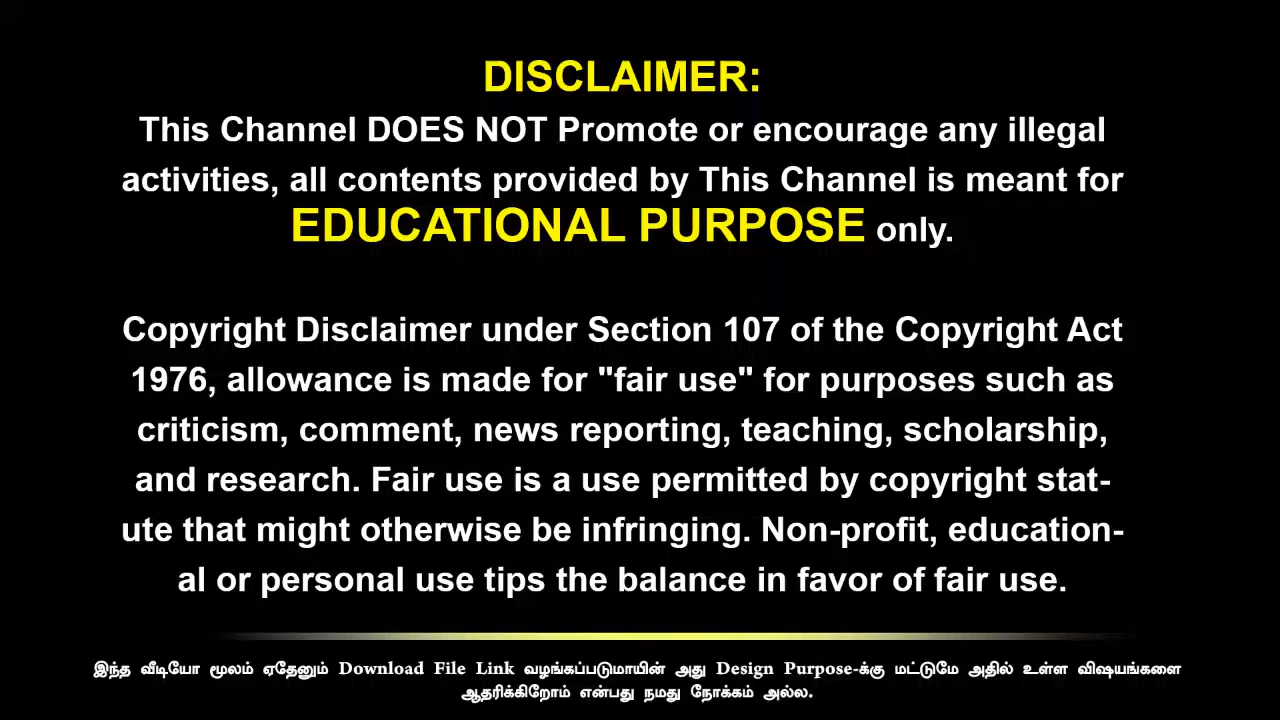 DISCLAIMER:
This Channel DOES NOT Promote or encourage any illegal
activities, all contents provided by This Channel is meant for
EDUCATIONAL PURPOSE only.
Copyright Disclaimer under Section 107 of the Copyright Act
1976, allowance is made for "fair use" for purposes such as
criticism, comment, news reporting, teaching, scholarship,
and research. Fair use is a use permitted by copyright stat-
ute that might otherwise be infringing. Non-profit, education-
al or personal use tips the balance in favor of fair use.
இந்த வீடியோ மூலம் ஏதேனும் Download File Link வழங்கப்படுமாயின் அது Design Purpose-க்கு மட்டுமே அதில் உள்ள விஷயங்களை
ஆதரிக்கிறோம் என்பது நமது நோக்கம் அல்ல.